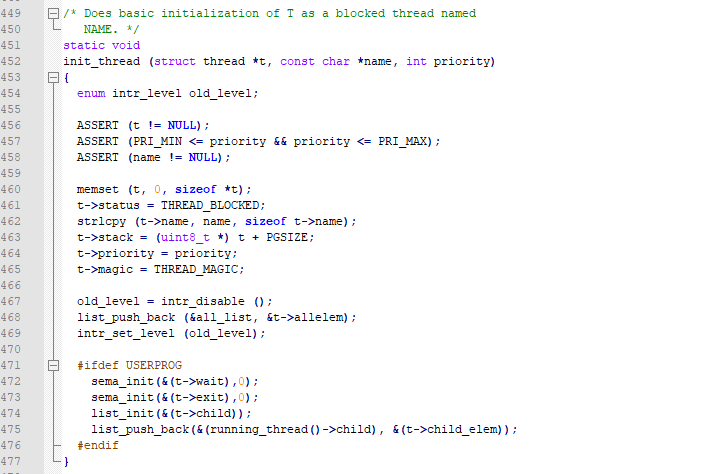 449 /* Does basic initialization of T as a blocked thread named
450 NAME. */
451 static void
452 init_thread (struct thread *t, const char *name, int priority)
453 {
454 enum intr_level old_level;
455
456 ASSERT (t != NULL);
457 ASSERT (PRI_MIN <= priority && priority <= PRI_MAX);
458 ASSERT (name != NULL);
459
460 memset (t, 0, sizeof *t);
461 t->status = THREAD_BLOCKED;
462 strlcpy (t->name, name, sizeof t->name);
463 t->stack = (uint8_t *) t + PGSIZE;
464 t->priority = priority;
465 t->magic = THREAD_MAGIC;
466
467 old_level = intr_disable ();
468 list_push_back (&all_list, &t->allelem);
469 intr_set_level (old_level);
470
471 #ifdef USERPROG
472 sema_init(&(t->wait),0);
473 sema_init(&(t->exit),0);
474 list_init(&(t->child));
475 list_push_back(&(running_thread()->child), &(t->child_elem));
476 #endif
477 }